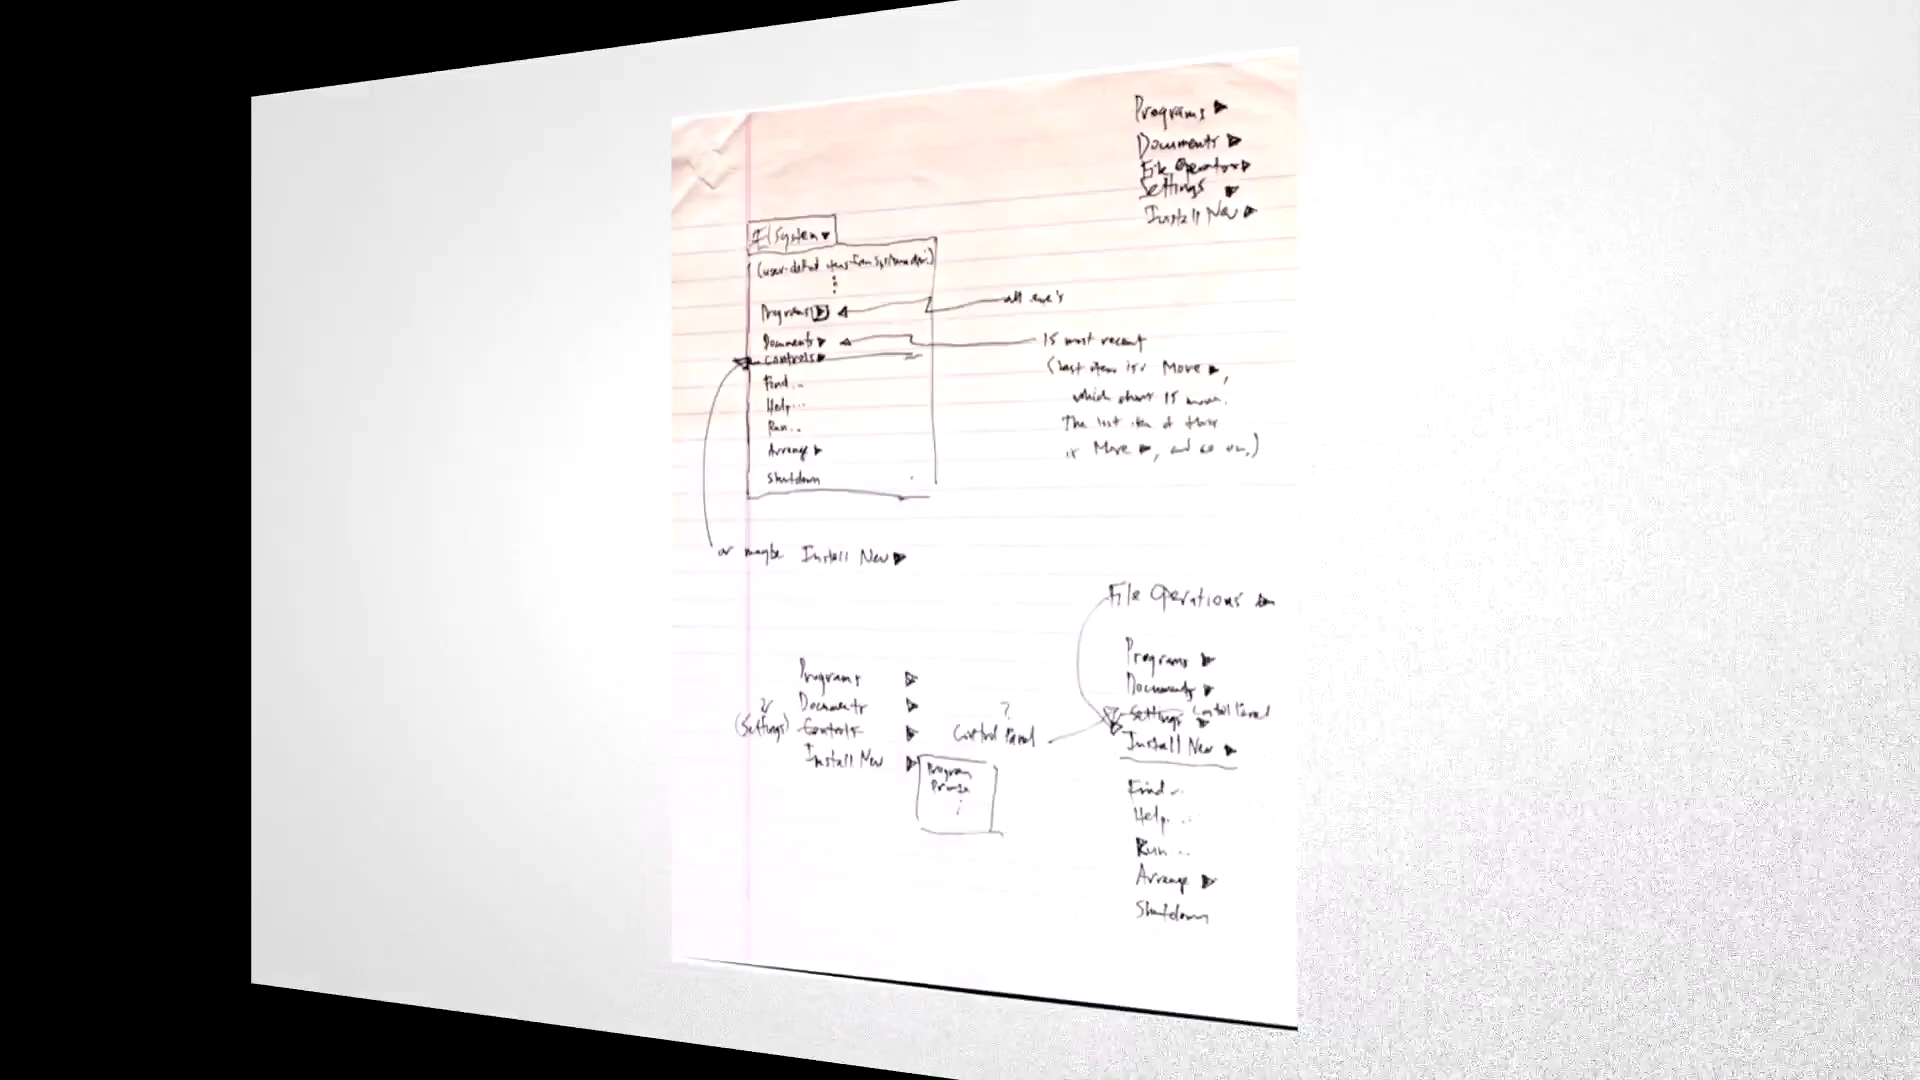 Programs ▶
Documents ▶
File Operations ▶
Settings ▶
Install New ▶
System ▼
(user-defined items from system admin)
Programs ▶
all exe's
Documents ▶
15 most recent
Controls ▶
(last item is More ▶,
which shows 15 more.
The last item of those
is More ▶, and so on.)
Find...
Help...
Run...
Arrange ▶
Shutdown
or maybe Install New ▶
File Operations ▶
Programs ▶
Documents ▶
(Settings) Controls ▶
Install New ▶
Program
?
Control Panel
Programs ▶
Documents ▶
Settings Control Panel ▶
Install New ▶
Find...
Help...
Run...
Arrange ▶
Shutdown